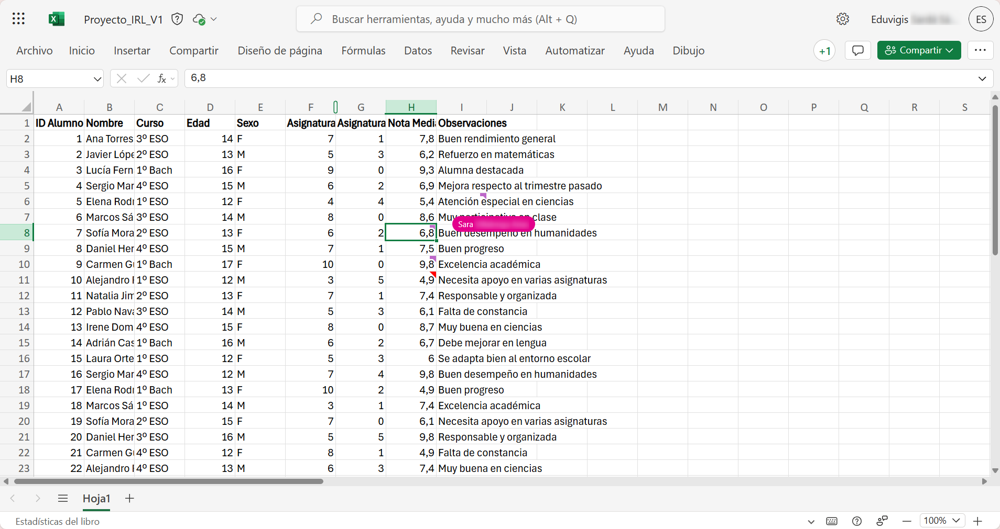 Proyecto_IRL_V1
Buscar herramientas, ayuda y mucho más (Alt + Q)
Eduvigis
ES
Archivo Inicio Insertar Compartir Diseño de página Fórmulas Datos Revisar Vista Automatizar Ayuda Dibujo
+1 Compartir
H8 fx 6,8
A B C D E F G H I J K L M N O P Q R S
1 ID Alumno Nombre Curso Edad Sexo Asignatura Asignatura Nota Media Observaciones
2 1 Ana Torres 3º ESO 14 F 7 1 7,8 Buen rendimiento general
3 2 Javier Lópe 2º ESO 13 M 5 3 6,2 Refuerzo en matemáticas
4 3 Lucía Fern 1º Bach 16 F 9 0 9,3 Alumna destacada
5 4 Sergio Mar 4º ESO 15 M 6 2 6,9 Mejora respecto al trimestre pasado
6 5 Elena Rodr 1º ESO 12 F 4 4 5,4 Atención especial en ciencias
7 6 Marcos Sá 3º ESO 14 M 8 0 8,6 Muy participativo en clase
Sara
8 7 Sofía Mora 2º ESO 13 F 6 2 6,8 Buen desempeño en humanidades
9 8 Daniel Her 4º ESO 15 M 7 1 7,5 Buen progreso
10 9 Carmen Gu 1º Bach 17 F 10 0 9,8 Excelencia académica
11 10 Alejandro 1º ESO 12 M 3 5 4,9 Necesita apoyo en varias asignaturas
12 11 Natalia Jim 2º ESO 13 F 7 1 7,4 Responsable y organizada
13 12 Pablo Nava 3º ESO 14 M 5 3 6,1 Falta de constancia
14 13 Irene Dom 4º ESO 15 F 8 0 8,7 Muy buena en ciencias
15 14 Adrián Cas 1º Bach 16 M 6 2 6,7 Debe mejorar en lengua
16 15 Laura Orte 1º ESO 12 F 5 3 6 Se adapta bien al entorno escolar
17 16 Sergio Mar 4º ESO 12 M 7 4 9,8 Buen desempeño en humanidades
18 17 Elena Rodr 1º Bach 13 F 10 2 4,9 Buen progreso
19 18 Marcos Sá 1º ESO 14 M 3 1 7,4 Excelencia académica
20 19 Sofía Mora 2º ESO 15 F 7 0 6,1 Necesita apoyo en varias asignaturas
21 20 Daniel Her 3º ESO 16 M 5 5 9,8 Responsable y organizada
22 21 Carmen Gu 4º ESO 12 F 8 1 4,9 Falta de constancia
23 22 Alejandro 4º ESO 13 M 6 3 7,4 Muy buena en ciencias
Hoja1
Estadísticas del libro
100%